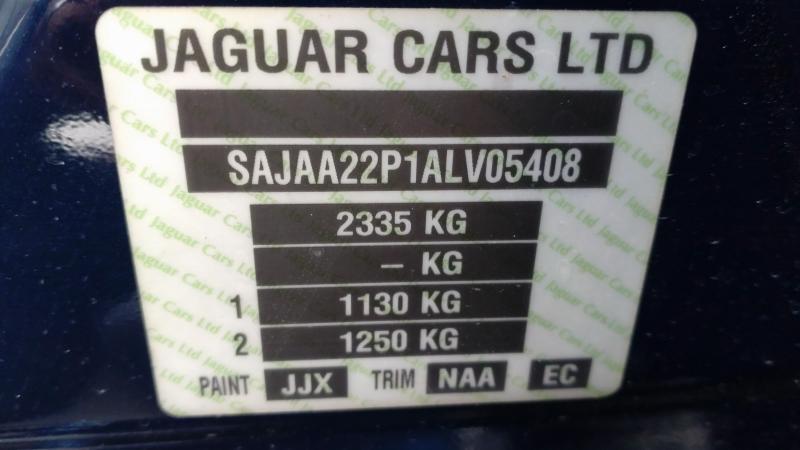 JAGUAR CARS LTD
SAJAA22P1ALV05408
2335 KG
– KG
1 1130 KG
2 1250 KG
PAINT JJX TRIM NAA EC